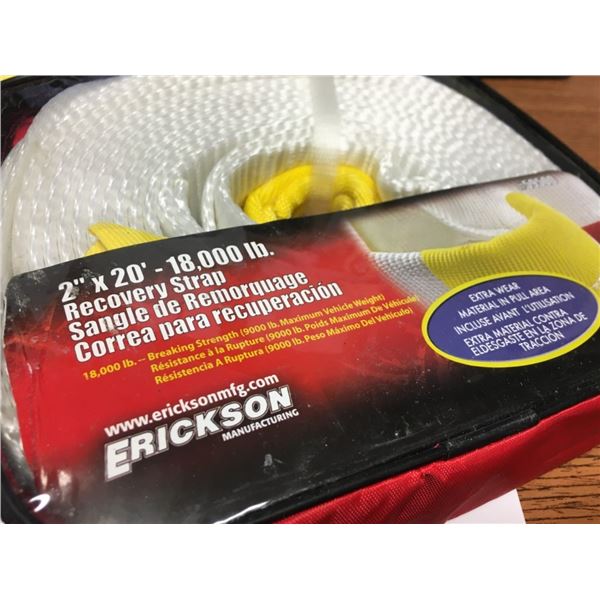 2" x 20' - 18,000 lb.
Recovery Strap
Sangle de Remorquage
Correa para recuperación
18,000 lb. -- Breaking Strength (9000 lb. Maximum Vehicle Weight)
Résistance à la Rupture (9000 lb. Poids Maximum De Véhicule)
Résistencia A Ruptura (9000 lb. Peso Máximo Del Vehículo)
www.ericksonmfg.com
ERICKSON
MANUFACTURING
EXTRA WEAR
MATERIAL IN PULL AREA
INCLUSE AVANT L'UTILISATION
EXTRA MATERIAL CONTRA
ELDESGASTE EN LA ZONA DE
TRACCIÓN